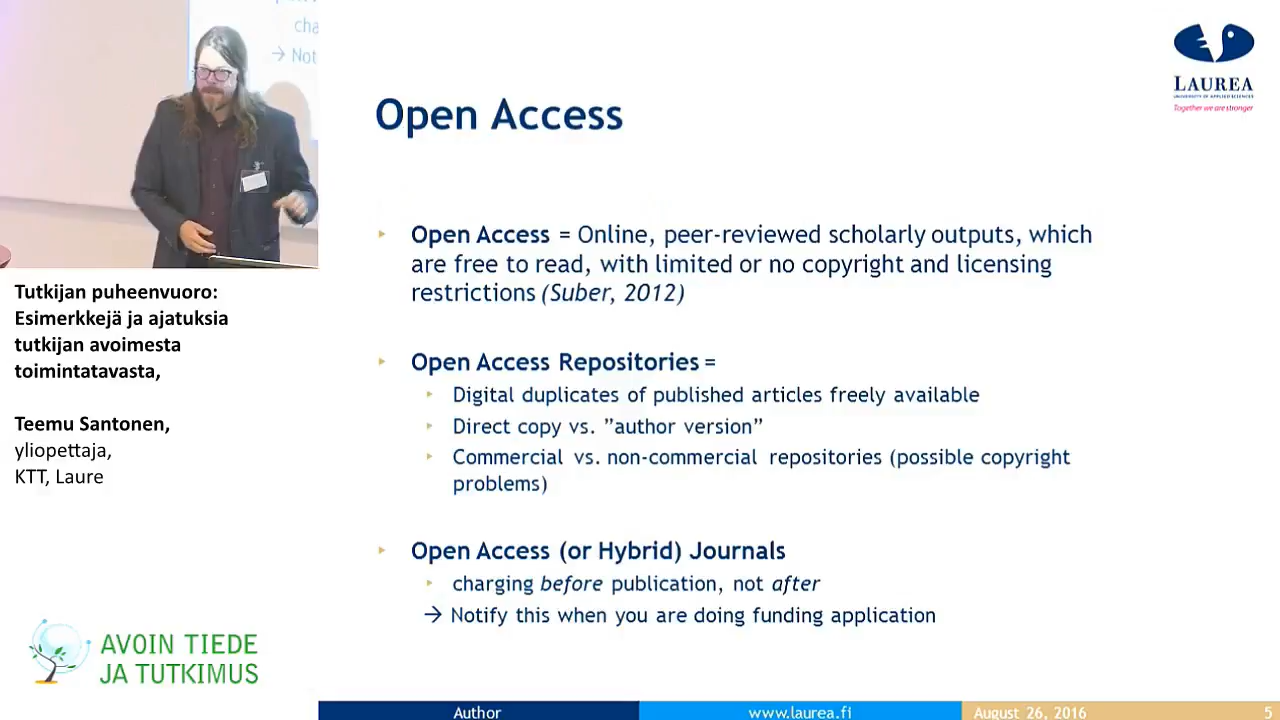 cha
→ Not
LAUREA
UNIVERSITY OF APPLIED SCIENCES
Together we are stronger
Open Access
Open Access = Online, peer-reviewed scholarly outputs, which
are free to read, with limited or no copyright and licensing
restrictions (Suber, 2012)
Open Access Repositories =
Digital duplicates of published articles freely available
Direct copy vs. ”author version”
Commercial vs. non-commercial repositories (possible copyright
problems)
Open Access (or Hybrid) Journals
charging before publication, not after
→ Notify this when you are doing funding application
Tutkijan puheenvuoro:
Esimerkkejä ja ajatuksia
tutkijan avoimesta
toimintatavasta,
Teemu Santonen,
yliopettaja,
KTT, Laure
AVOIN TIEDE
JA TUTKIMUS
Author
www.laurea.fi
August 26, 2016
5